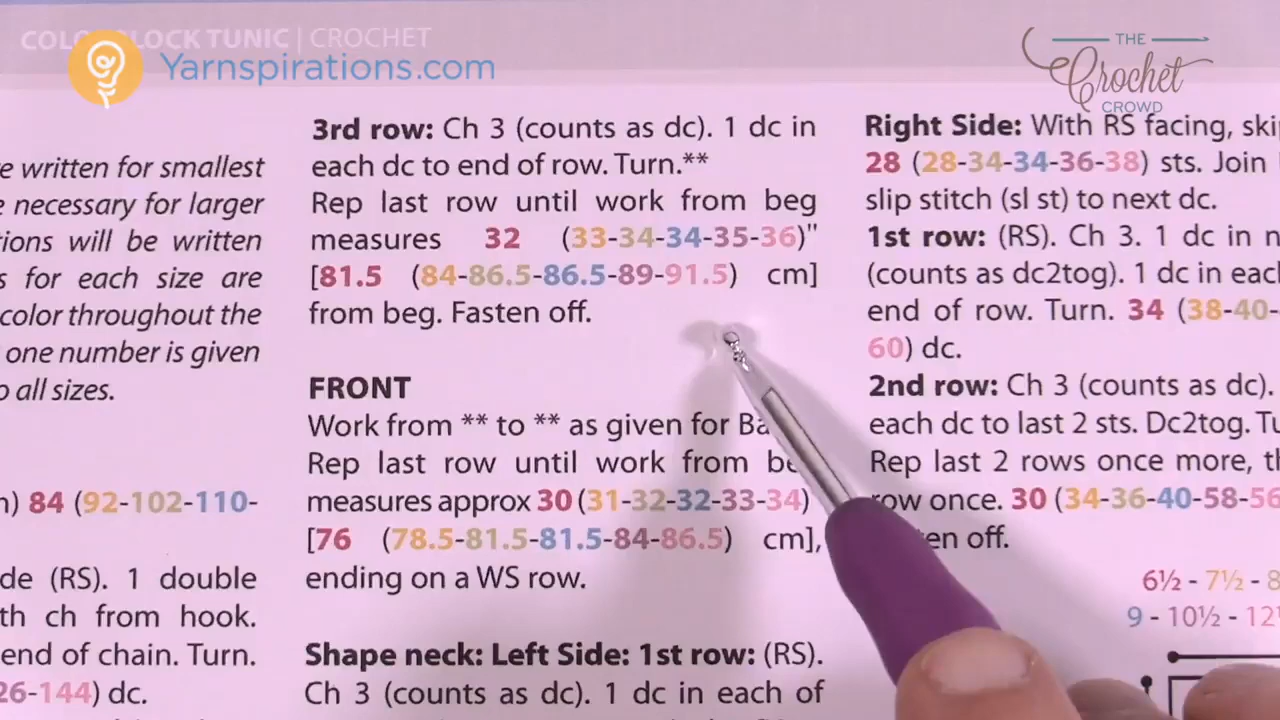 COLO BLOCK TUNIC | CROCHET
Yarnspirations.com
THE
Crochet
CROWD
e written for smallest
e necessary for larger
tions will be written
s for each size are
color throughout the
one number is given
o all sizes.
n) 84 (92-102-110-
de (RS). 1 double
th ch from hook.
end of chain. Turn.
26-144) dc.
3rd row: Ch 3 (counts as dc). 1 dc in
each dc to end of row. Turn.**
Rep last row until work from beg
measures 32 (33-34-34-35-36)"
[81.5 (84-86.5-86.5-89-91.5) cm]
from beg. Fasten off.
FRONT
Work from ** to ** as given for Ba
Rep last row until work from be
measures approx 30 (31-32-32-33-34)
[76 (78.5-81.5-81.5-84-86.5) cm],
ending on a WS row.
Shape neck: Left Side: 1st row: (RS).
Ch 3 (counts as dc). 1 dc in each of
Right Side: With RS facing, ski
28 (28-34-34-36-38) sts. Join
slip stitch (sl st) to next dc.
1st row: (RS). Ch 3. 1 dc in n
(counts as dc2tog). 1 dc in eac
end of row. Turn. 34 (38-40-
60) dc.
2nd row: Ch 3 (counts as dc).
each dc to last 2 sts. Dc2tog. Tu
Rep last 2 rows once more, th
row once. 30 (34-36-40-58-56
en off.
6½ - 7½ - 8
9 - 10½ - 12